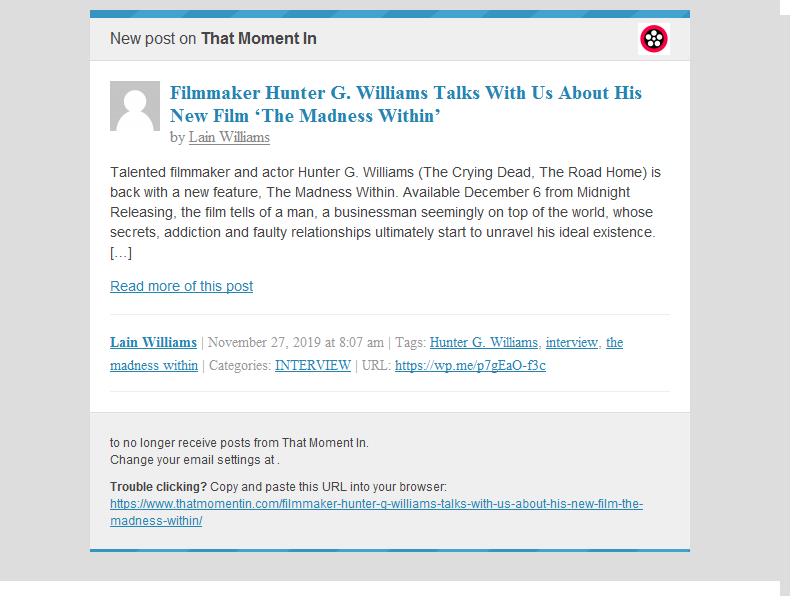 New post on That Moment In
Filmmaker Hunter G. Williams Talks With Us About His
New Film ‘The Madness Within’
by Lain Williams
Talented filmmaker and actor Hunter G. Williams (The Crying Dead, The Road Home) is
back with a new feature, The Madness Within. Available December 6 from Midnight
Releasing, the film tells of a man, a businessman seemingly on top of the world, whose
secrets, addiction and faulty relationships ultimately start to unravel his ideal existence.
[…]
Read more of this post
Lain Williams | November 27, 2019 at 8:07 am | Tags: Hunter G. Williams, interview, the
madness within | Categories: INTERVIEW | URL: https://wp.me/p7gEaO-f3c
to no longer receive posts from That Moment In.
Change your email settings at .
Trouble clicking? Copy and paste this URL into your browser:
https://www.thatmomentin.com/filmmaker-hunter-g-williams-talks-with-us-about-his-new-film-the-
madness-within/